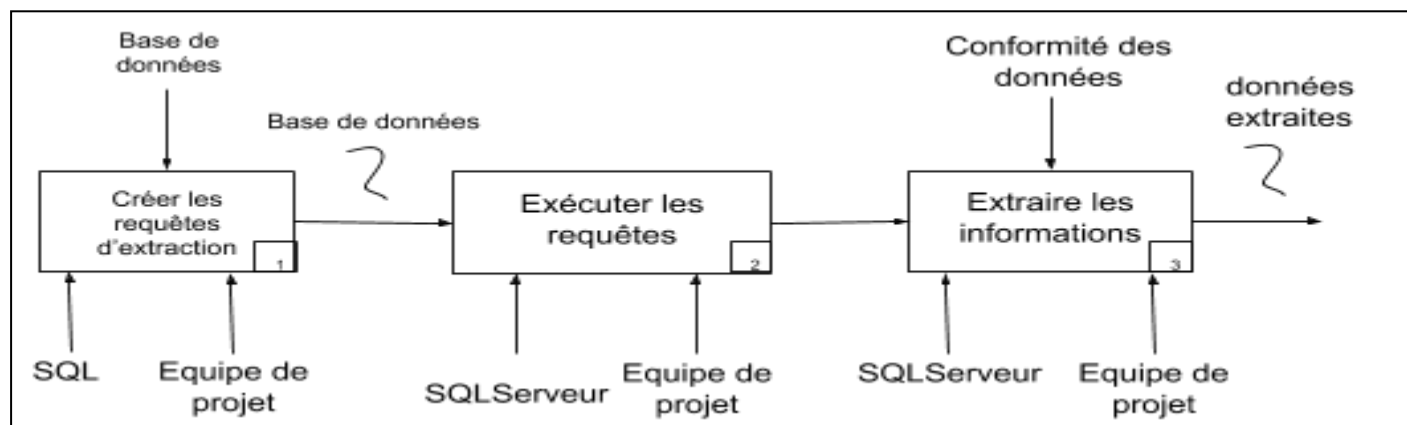 Base de
données
Conformité des
données
données
extraites
Base de données
Créer les
requêtes
d'extraction
1
Exécuter les
requêtes
2
Extraire les
informations
3
SQL
Equipe de
projet
SQLServeur
Equipe de
projet
SQLServeur
Equipe de
projet